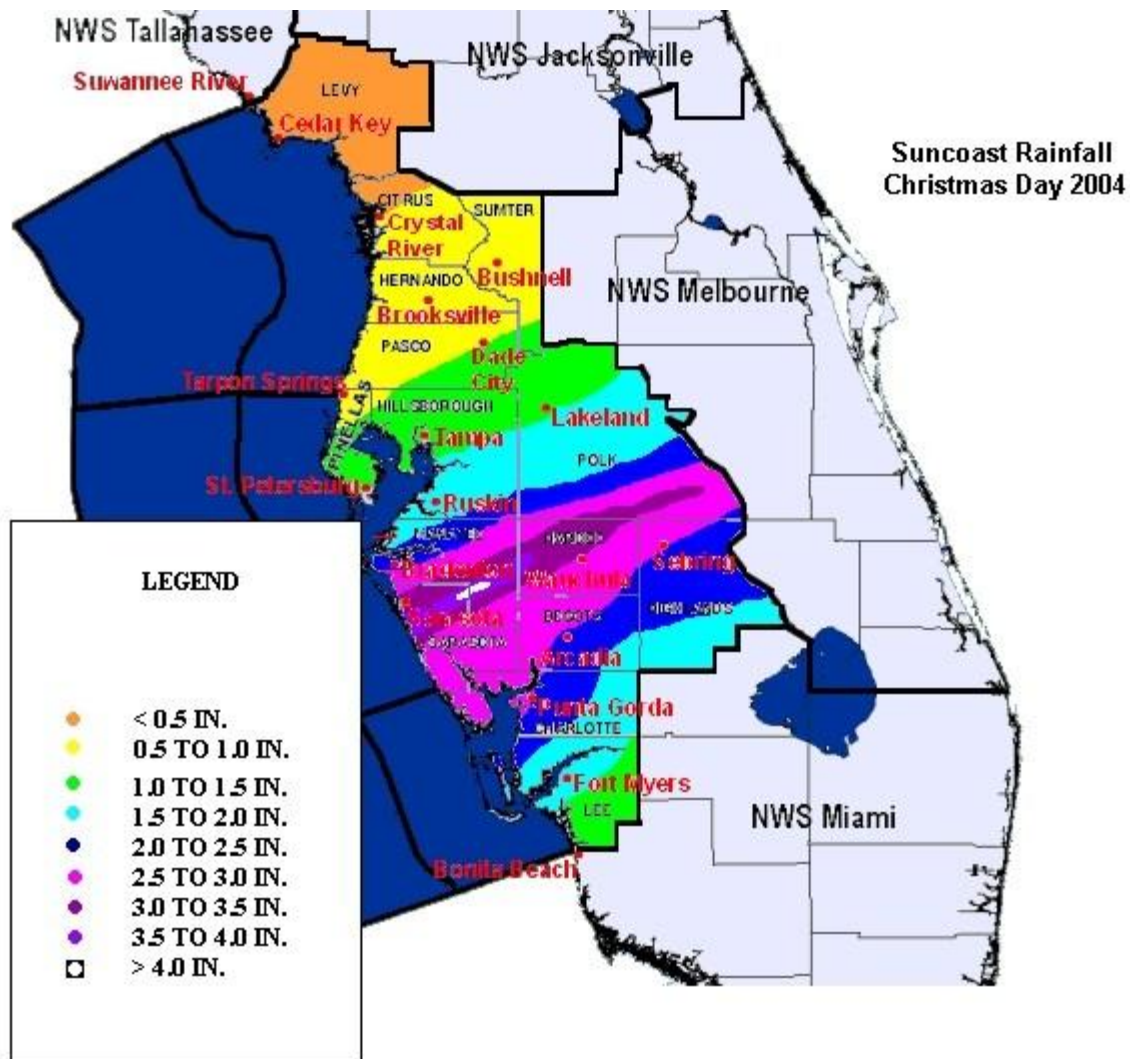 NWS Tallahassee
NWS Jacksonville
Suwannee River
LEVY
Cedar Key
Suncoast Rainfall
Christmas Day 2004
CITRUS
SUMTER
Crystal
River
Bushnell
HERNANDO
NWS Melbourne
Brooksville
PASCO
Dade
City
Tarpon Springs
HILLSBOROUGH
Lakeland
PINELLAS
Tampa
POLK
St. Petersburg
Ruskin
MANATEE
HARDEE
Bradenton
Wauchula
Sebring
Sarasota
DESOTO
HIGHLANDS
SARASOTA
Arcadia
Punta Gorda
CHARLOTTE
Fort Myers
LEE
NWS Miami
Bonita Beach
LEGEND
< 0.5 IN.
0.5 TO 1.0 IN.
1.0 TO 1.5 IN.
1.5 TO 2.0 IN.
2.0 TO 2.5 IN.
2.5 TO 3.0 IN.
3.0 TO 3.5 IN.
3.5 TO 4.0 IN.
> 4.0 IN.